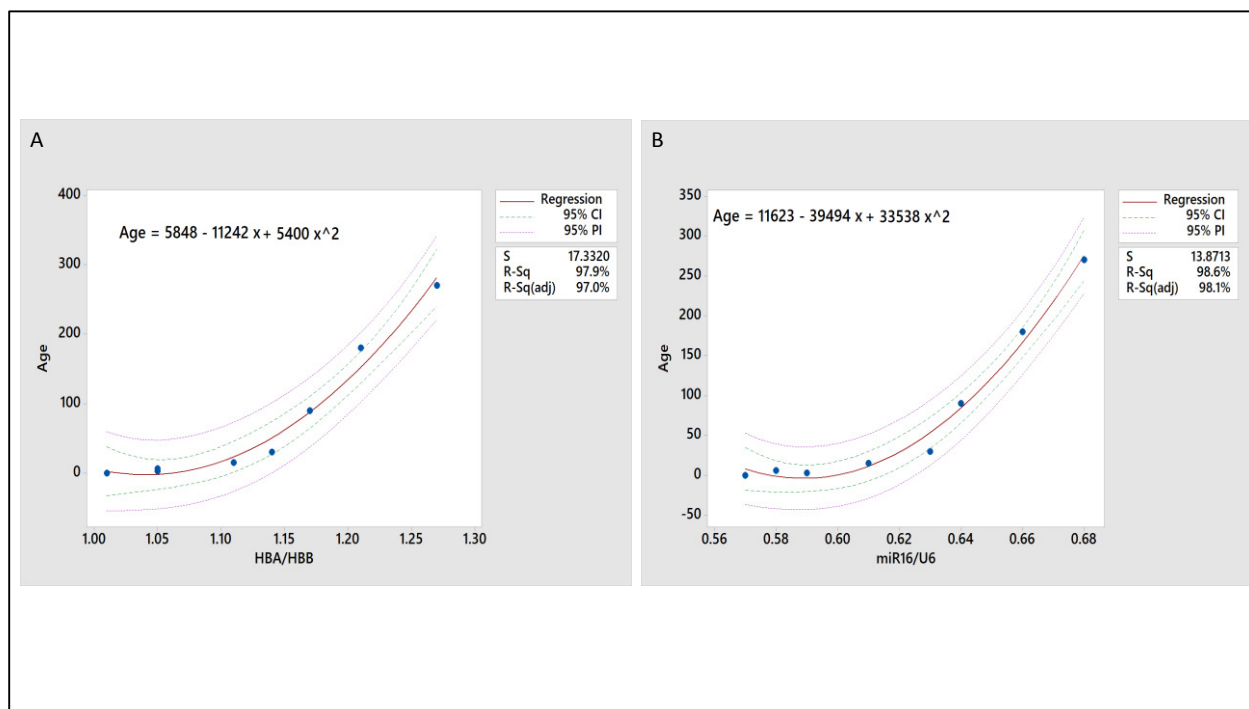 A
Age = 5848 - 11242 x + 5400 x^2
400
300
200
100
0
Age
1.00 1.05 1.10 1.15 1.20 1.25 1.30
HBA/HBB
Regression
95% CI
95% PI
S 17.3320
R-Sq 97.9%
R-Sq(adj) 97.0%
B
Age = 11623 - 39494 x + 33538 x^2
350
300
250
200
150
100
50
0
-50
Age
0.56 0.58 0.60 0.62 0.64 0.66 0.68
miR16/U6
Regression
95% CI
95% PI
S 13.8713
R-Sq 98.6%
R-Sq(adj) 98.1%